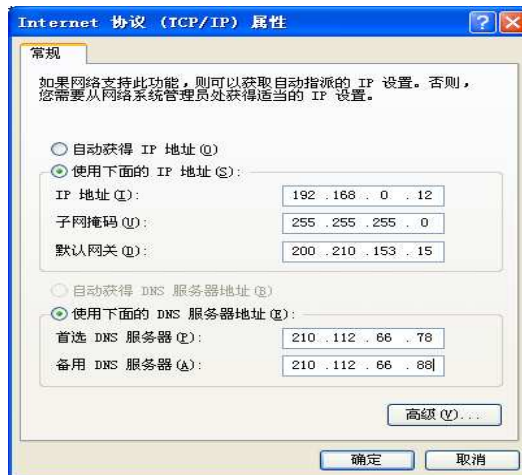 Internet 协议 (TCP/IP) 属性
常规
如果网络支持此功能，则可以获取自动指派的 IP 设置。否则，
您需要从网络系统管理员处获得适当的 IP 设置。
自动获得 IP 地址(O)
使用下面的 IP 地址(S):
IP 地址(I): 192 .168 . 0 . 12
子网掩码(U): 255 .255 .255 . 0
默认网关(D): 200 .210 .153 . 15
自动获得 DNS 服务器地址(B)
使用下面的 DNS 服务器地址(E):
首选 DNS 服务器(P): 210 .112 . 66 . 78
备用 DNS 服务器(A): 210 .112 . 66 . 88
高级(V)...
确定 取消